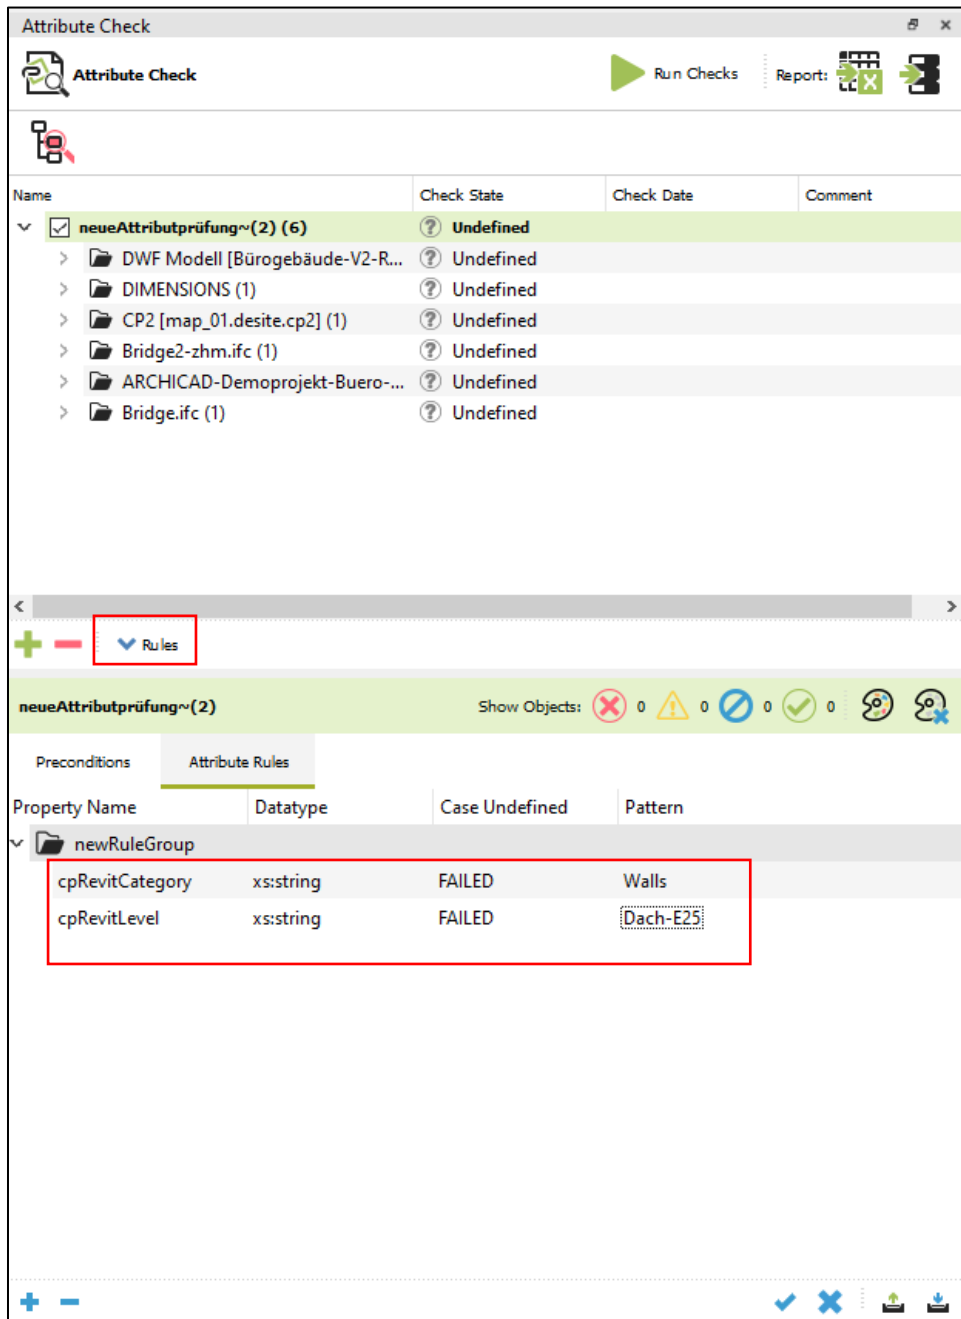 Attribute Check
Attribute Check Run Checks Report:
Name Check State Check Date Comment
neueAttributprüfung~(2) (6) Undefined
DWF Modell [Bürogebäude-V2-R... Undefined
DIMENSIONS (1) Undefined
CP2 [map_01.desite.cp2] (1) Undefined
Bridge2-zhm.ifc (1) Undefined
ARCHICAD-Demoprojekt-Buero-... Undefined
Bridge.ifc (1) Undefined
Rules
neueAttributprüfung~(2) Show Objects: 0 0 0 0
Preconditions Attribute Rules
Property Name Datatype Case Undefined Pattern
newRuleGroup
cpRevitCategory xs:string FAILED Walls
cpRevitLevel xs:string FAILED Dach-E25